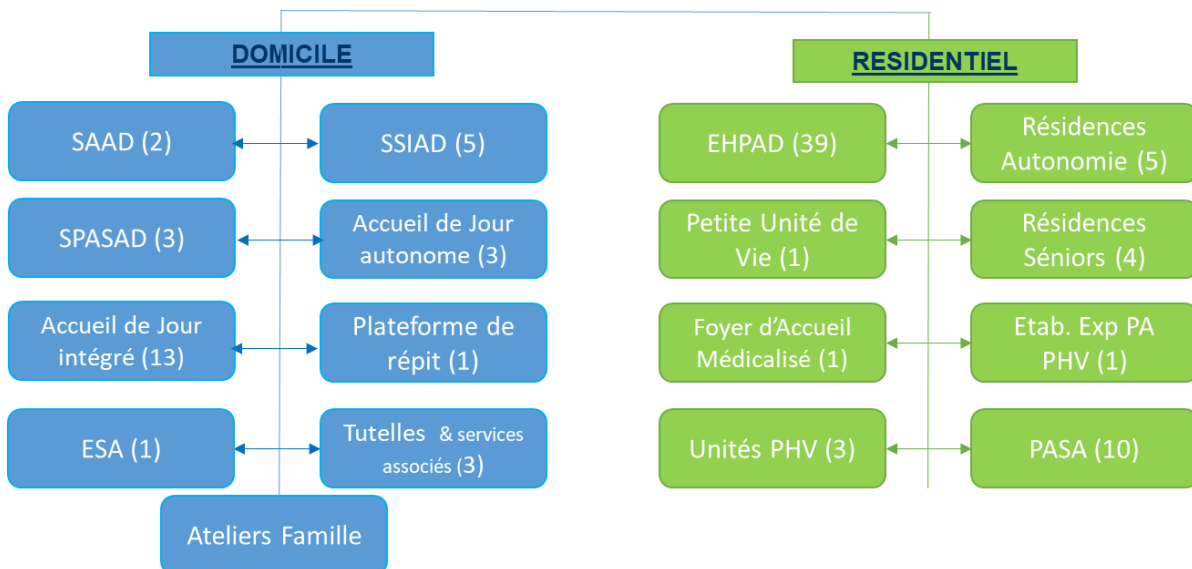 DOMICILE
SAAD (2)
SSIAD (5)
SPASAD (3)
Accueil de Jour
autonome (3)
Accueil de Jour
intégré (13)
Plateforme de
répit (1)
ESA (1)
Tutelles & services
associés (3)
Ateliers Famille
RESIDENTIEL
EHPAD (39)
Résidences
Autonomie (5)
Petite Unité de
Vie (1)
Résidences
Séniors (4)
Foyer d’Accueil
Médicalisé (1)
Etab. Exp PA
PHV (1)
Unités PHV (3)
PASA (10)